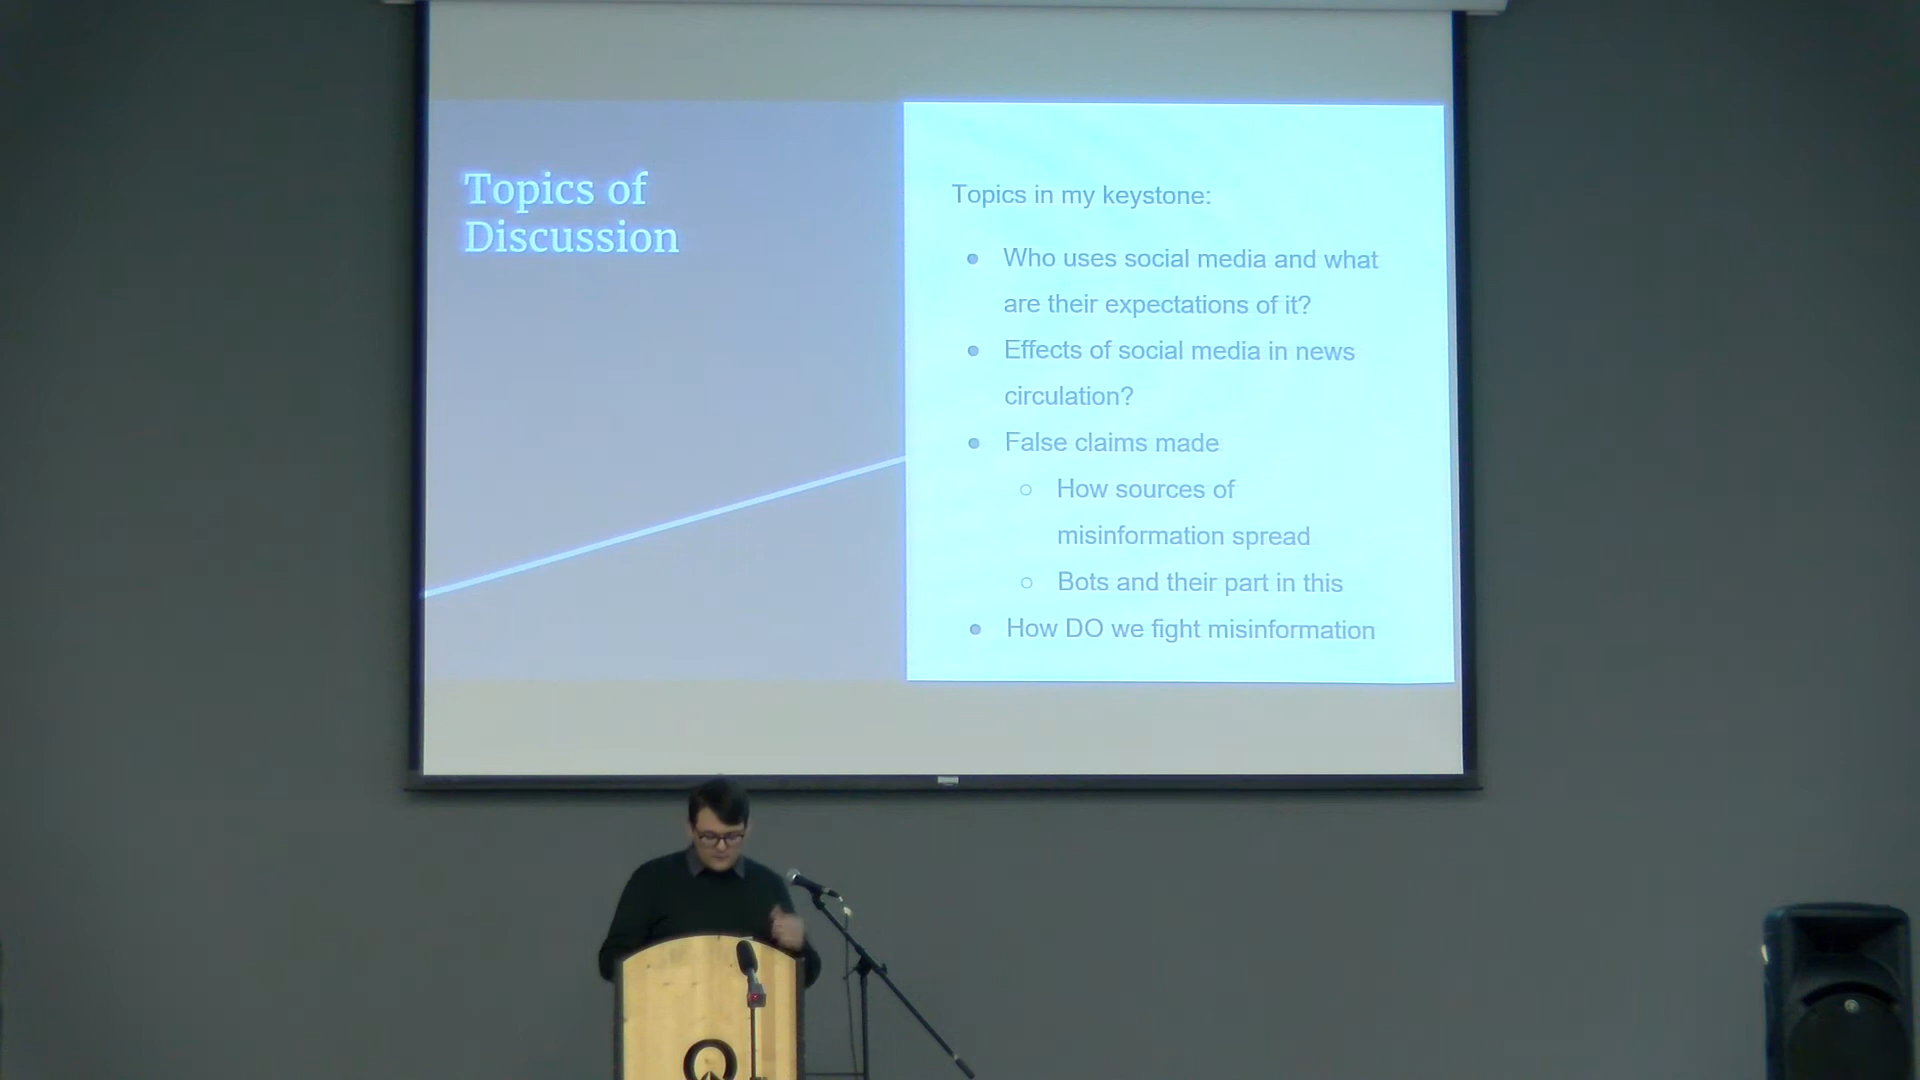 Topics of
Discussion
Topics in my keystone:
● Who uses social media and what
are their expectations of it?
● Effects of social media in news
circulation?
● False claims made
○ How sources of
misinformation spread
○ Bots and their part in this
● How DO we fight misinformation